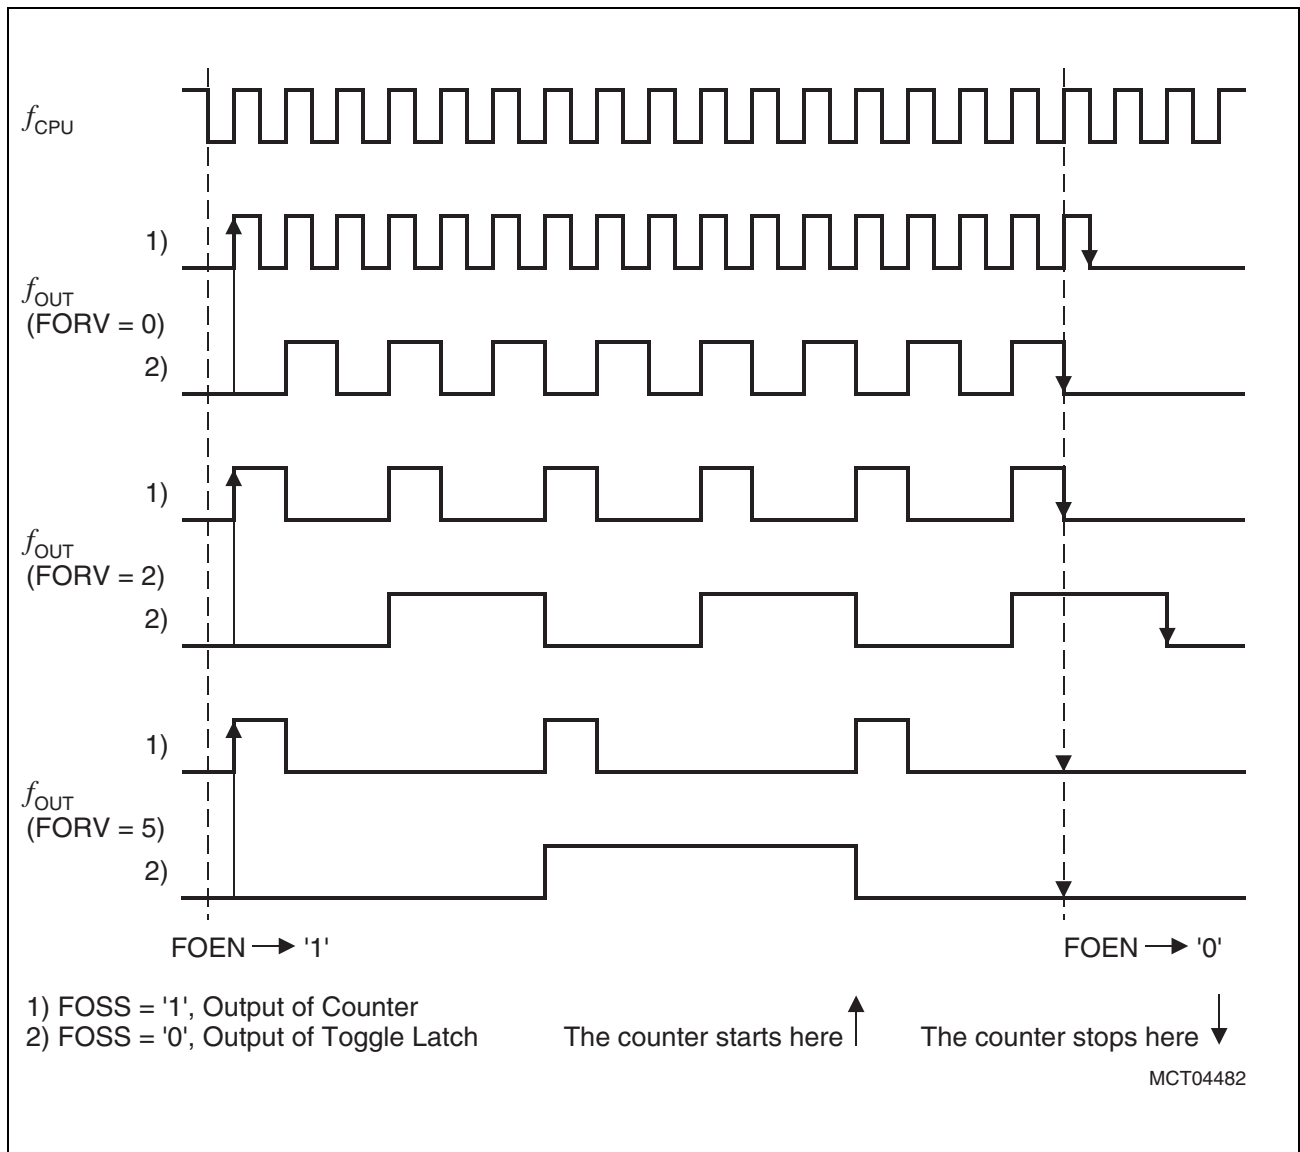 fCPU
1)
fOUT
(FORV = 0)
2)
1)
fOUT
(FORV = 2)
2)
1)
fOUT
(FORV = 5)
2)
FOEN → '1'
FOEN → '0'
1) FOSS = '1', Output of Counter
2) FOSS = '0', Output of Toggle Latch
The counter starts here
The counter stops here
MCT04482